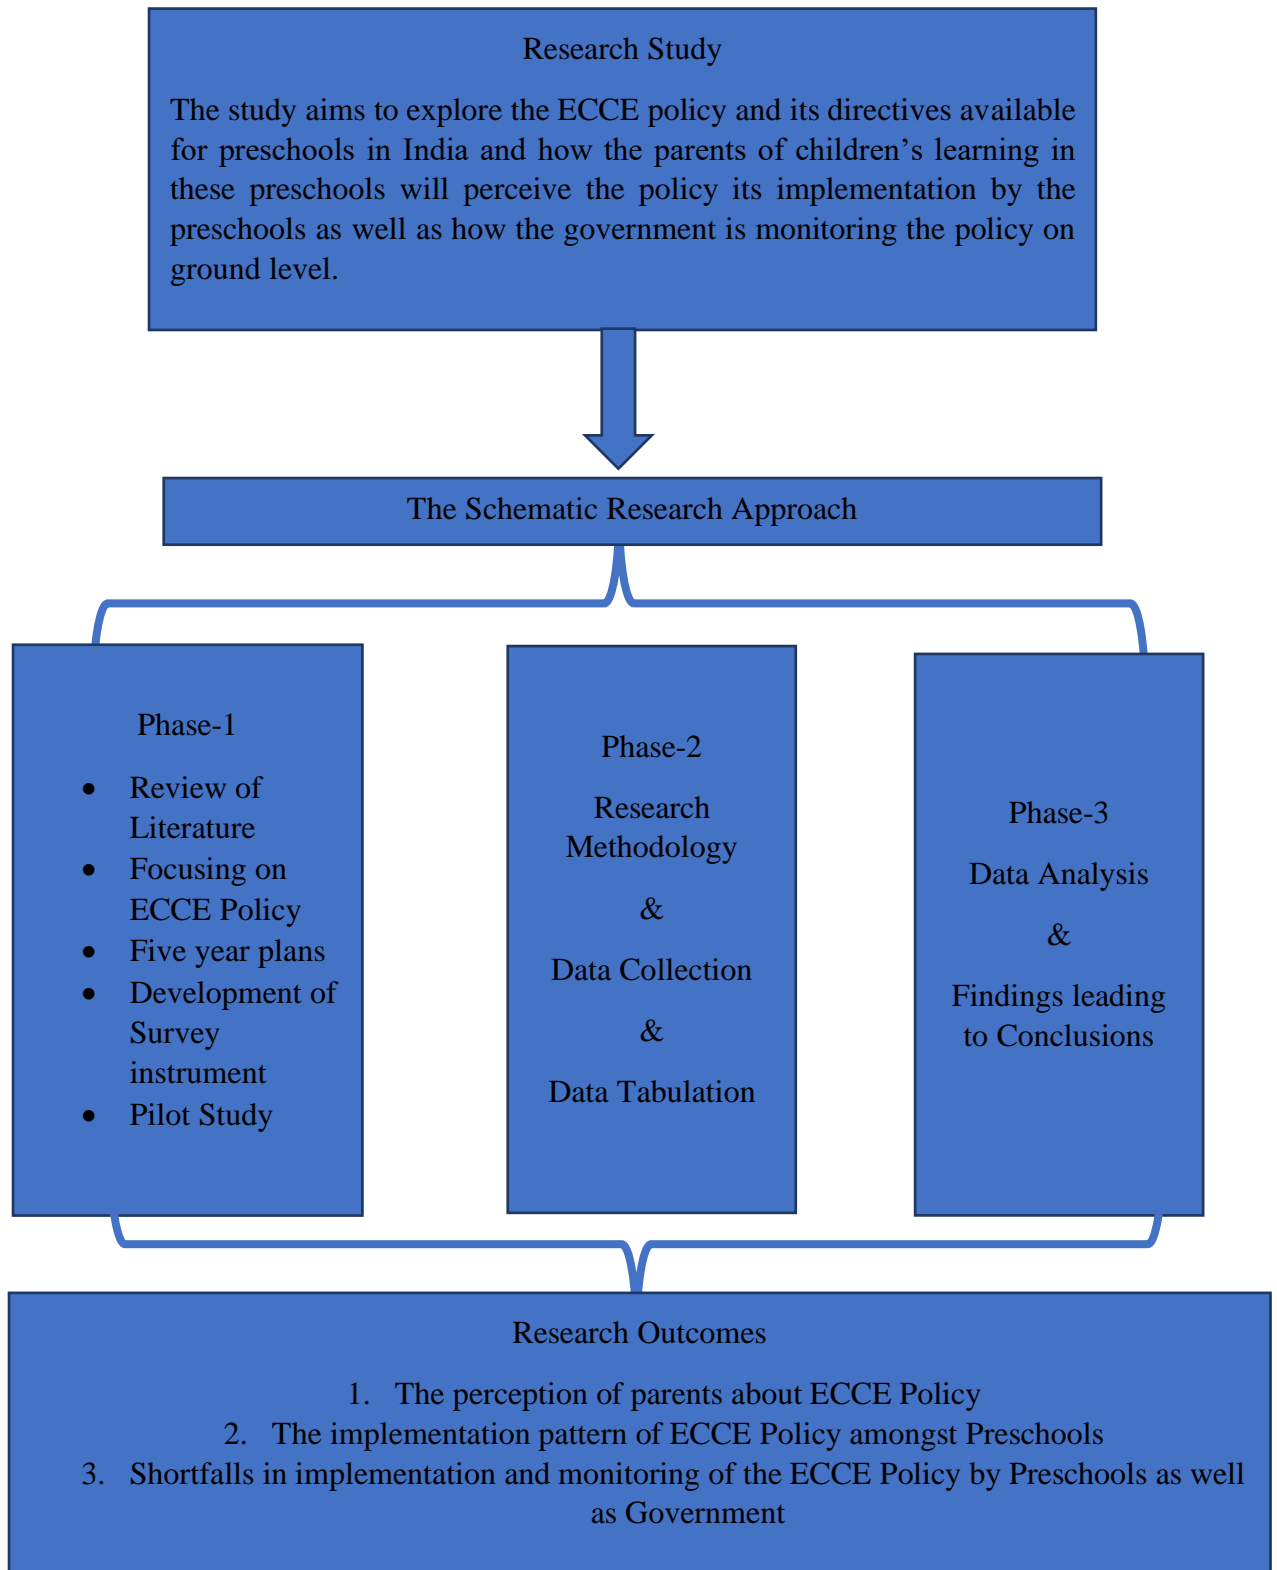 Research Study
The study aims to explore the ECCE policy and its directives available
for preschools in India and how the parents of children’s learning in
these preschools will perceive the policy its implementation by the
preschools as well as how the government is monitoring the policy on
ground level.
The Schematic Research Approach
Phase-1
• Review of
Literature
• Focusing on
ECCE Policy
• Five year plans
• Development of
Survey
instrument
• Pilot Study
Phase-2
Research
Methodology
&
Data Collection
&
Data Tabulation
Phase-3
Data Analysis
&
Findings leading
to Conclusions
Research Outcomes
1. The perception of parents about ECCE Policy
2. The implementation pattern of ECCE Policy amongst Preschools
3. Shortfalls in implementation and monitoring of the ECCE Policy by Preschools as well
as Government